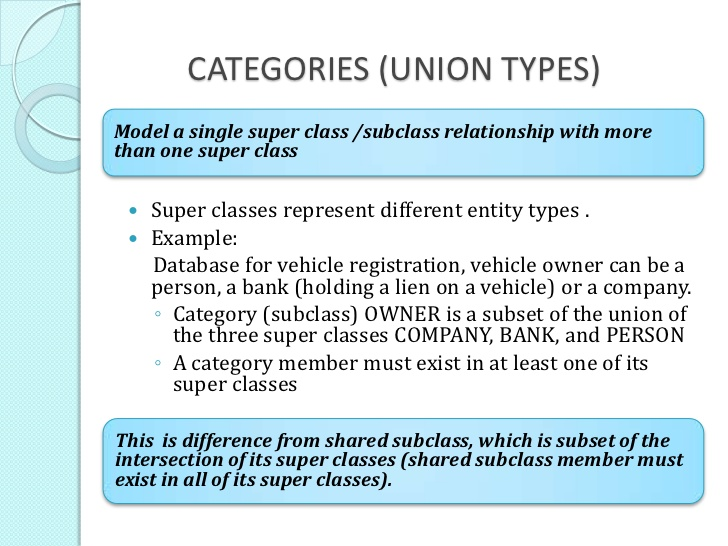 CATEGORIES (UNION TYPES)
Model a single super class /subclass relationship with more
than one super class
• Super classes represent different entity types .
• Example:
Database for vehicle registration, vehicle owner can be a
person, a bank (holding a lien on a vehicle) or a company.
◦ Category (subclass) OWNER is a subset of the union of
the three super classes COMPANY, BANK, and PERSON
◦ A category member must exist in at least one of its
super classes
This is difference from shared subclass, which is subset of the
intersection of its super classes (shared subclass member must
exist in all of its super classes).